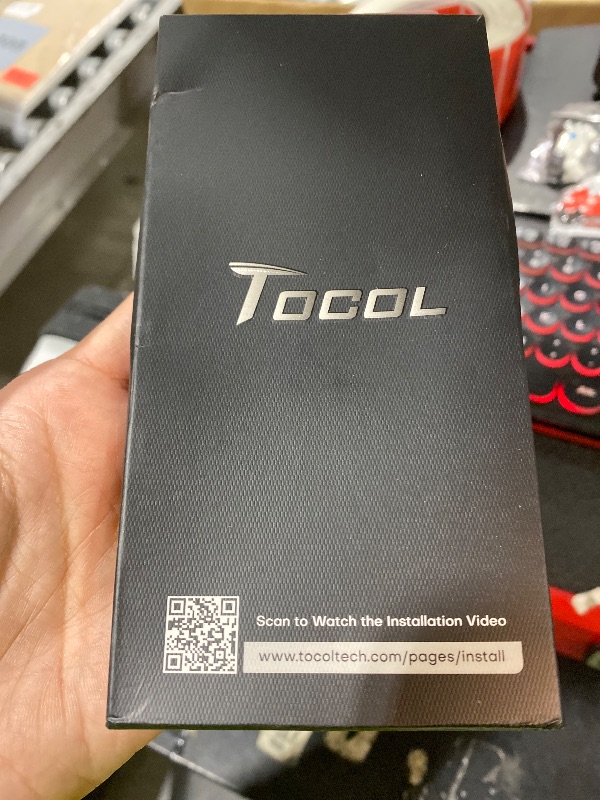 TOCOL
Scan to Watch the Installation Video
www.tocoltech.com/pages/install